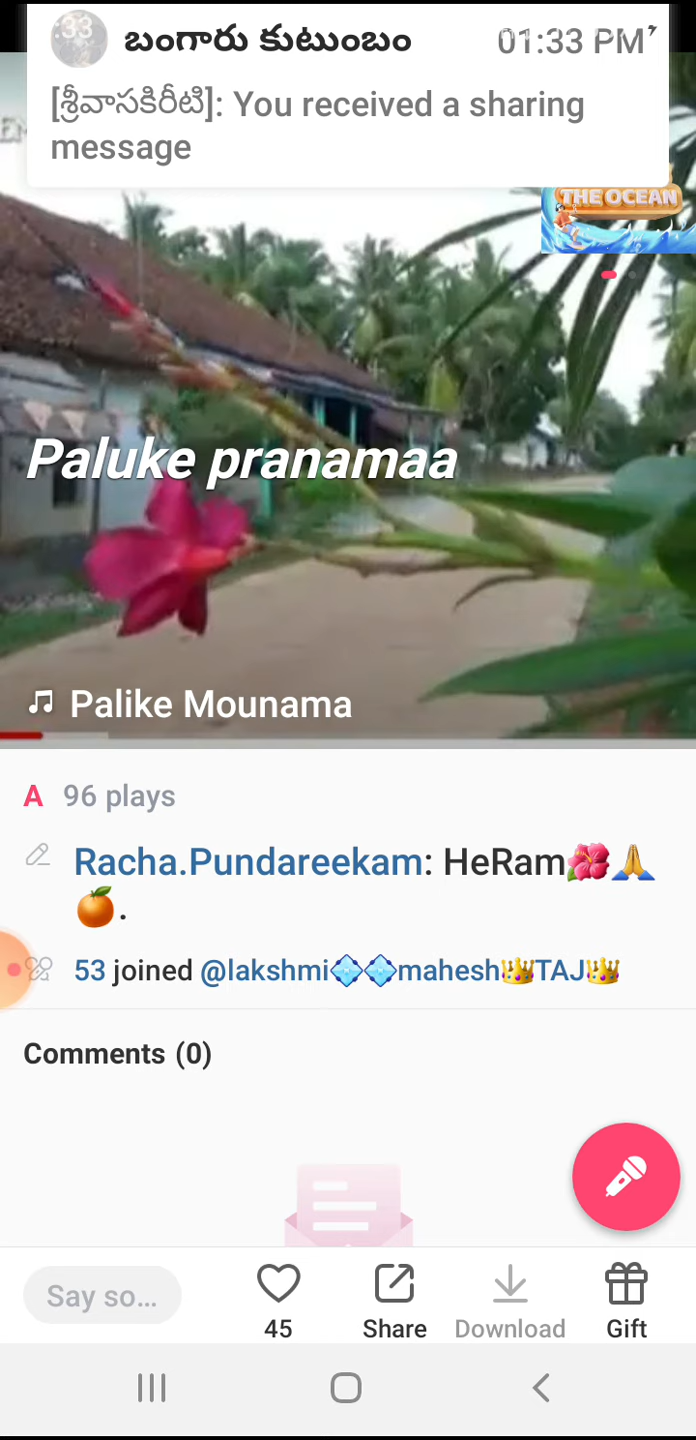 బంగారు కుటుంబం 01:33 PM
[శ్రీవాసకిరీటి]: You received a sharing
message
THE OCEAN
Paluke pranamaa
Palike Mounama
A 96 plays
Racha.Pundareekam: HeRam🌺🙏
🍊.
53 joined @lakshmi💠💠mahesh👑TAJ👑
Comments (0)
Say so...
45 Share Download Gift